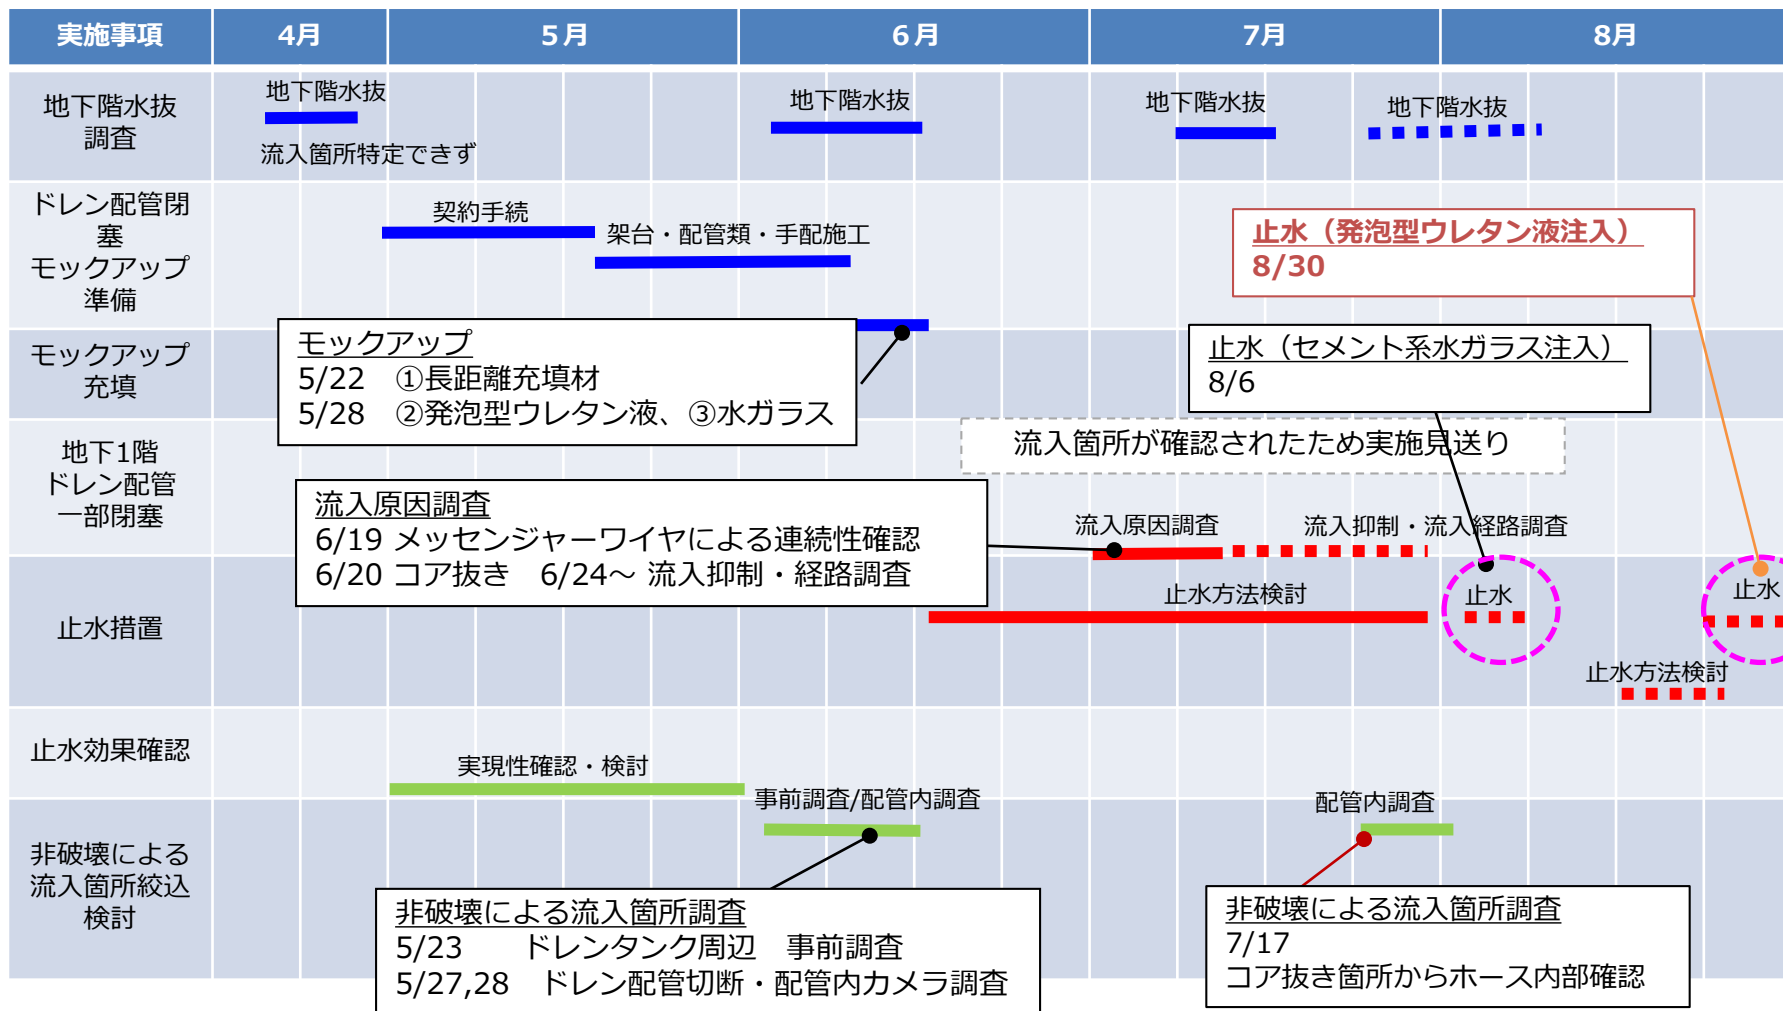 実施事項
4月
５月
６月
7月
8月
地下階水抜
調査
地下階水抜
流入箇所特定できず
地下階水抜
地下階水抜
地下階水抜
ドレン配管閉
塞
モックアップ
準備
契約手続
架台・配管類・手配施工
止水（発泡型ウレタン液注入）
8/30
モックアップ
充填
モックアップ
5/22　①長距離充填材
5/28　②発泡型ウレタン液、③水ガラス
止水（セメント系水ガラス注入）
8/6
地下1階
ドレン配管
一部閉塞
流入箇所が確認されたため実施見送り
流入原因調査
6/19 メッセンジャーワイヤによる連続性確認
6/20 コア抜き　6/24～ 流入抑制・経路調査
流入原因調査
流入抑制・流入経路調査
止水措置
止水方法検討
止水
止水
止水方法検討
止水効果確認
実現性確認・検討
非破壊による
流入箇所絞込
検討
事前調査/配管内調査
配管内調査
非破壊による流入箇所調査
5/23　　ドレンタンク周辺　事前調査
5/27,28　ドレン配管切断・配管内カメラ調査
非破壊による流入箇所調査
7/17
コア抜き箇所からホース内部確認